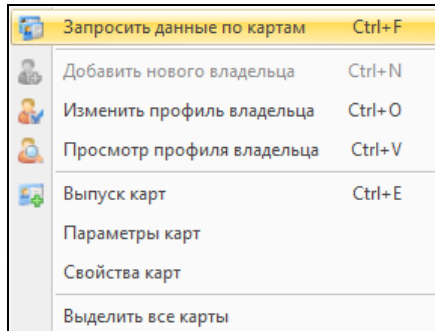 Запросить данные по картам Ctrl+F
Добавить нового владельца Ctrl+N
Изменить профиль владельца Ctrl+O
Просмотр профиля владельца Ctrl+V
Выпуск карт Ctrl+E
Параметры карт
Свойства карт
Выделить все карты